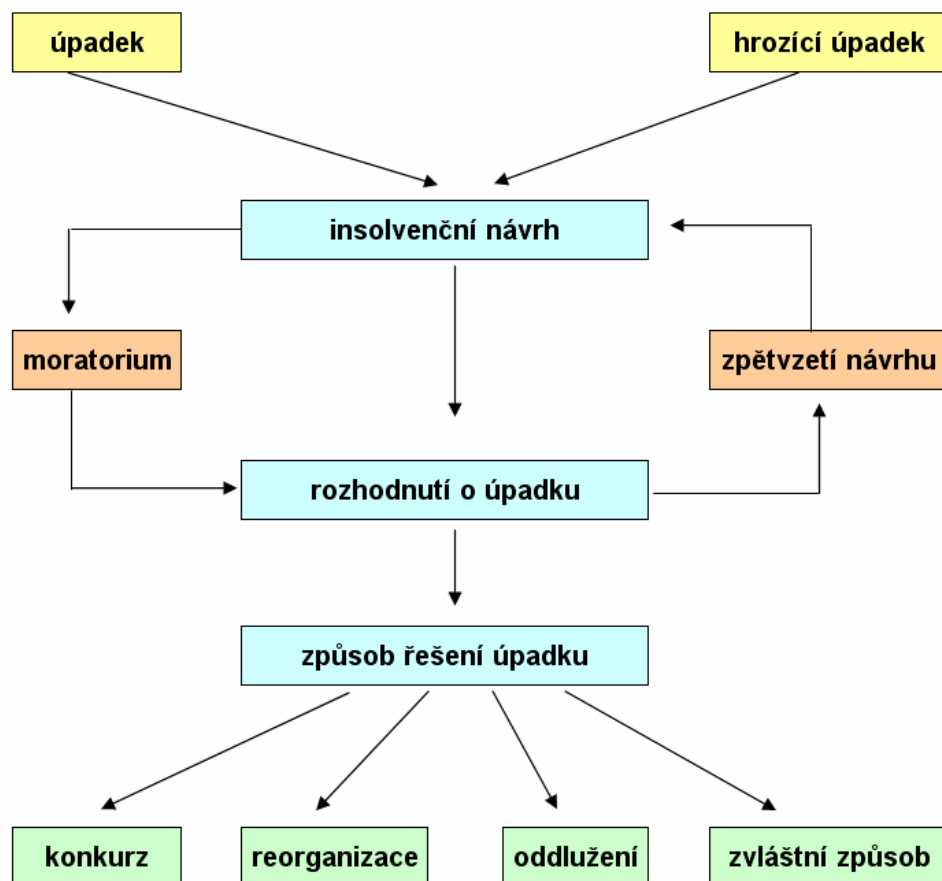 úpadek
hrozící úpadek
insolvenční návrh
moratorium
zpětvzetí návrhu
rozhodnutí o úpadku
způsob řešení úpadku
konkurz
reorganizace
oddlužení
zvláštní způsob